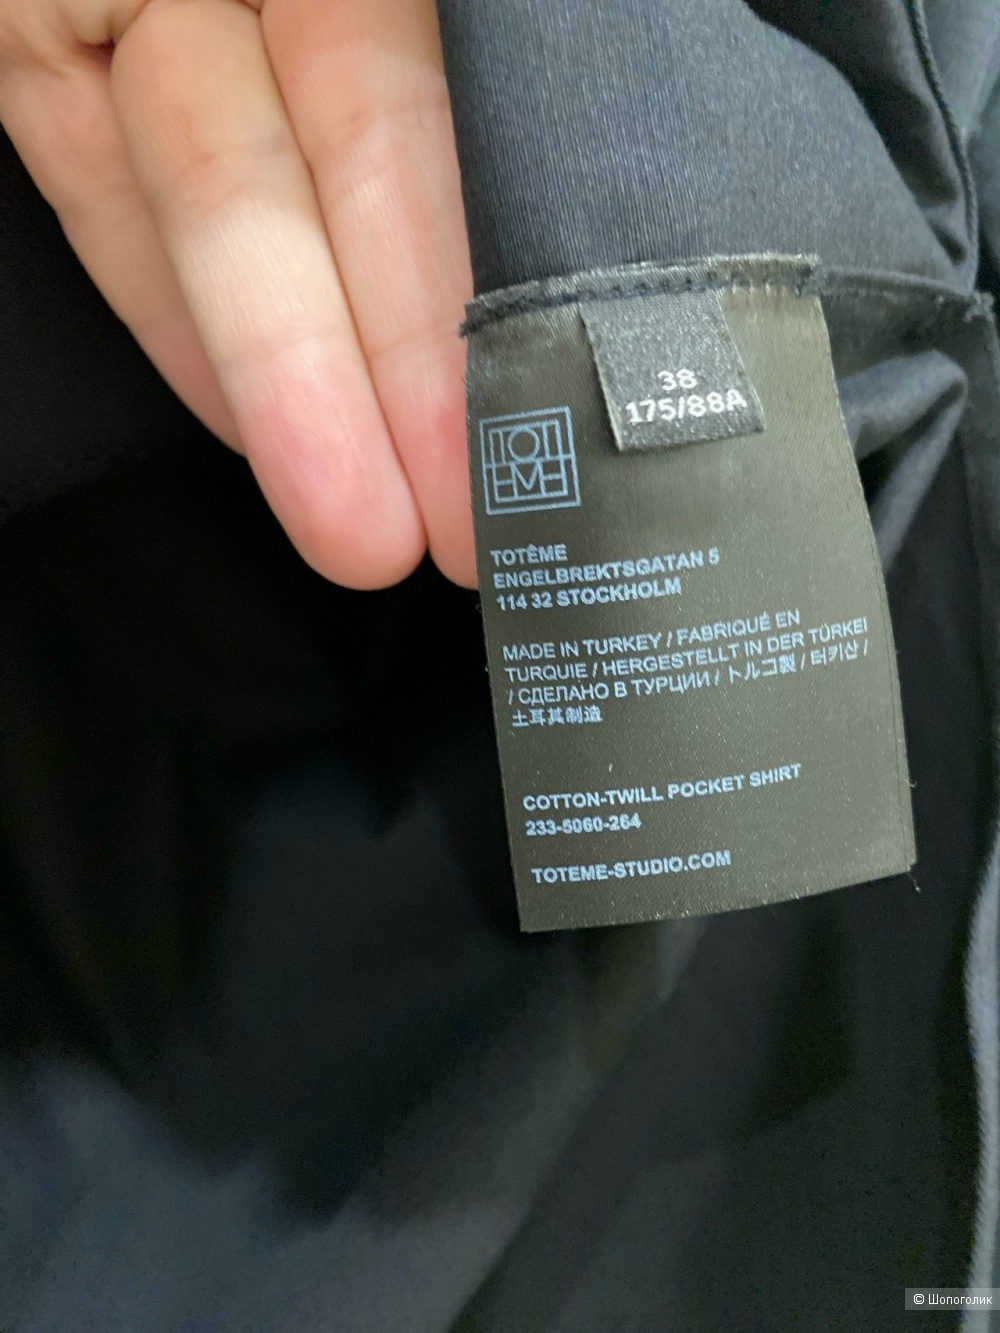 38
175/88A
TOT
EME
TOTÊME
ENGELBREKTSGATAN 5
114 32 STOCKHOLM
MADE IN TURKEY / FABRIQUÉ EN
TURQUIE / HERGESTELLT IN DER TÜRKEI
/ СДЕЛАНО В ТУРЦИИ / トルコ製 / 터키산 /
土耳其制造
COTTON-TWILL POCKET SHIRT
233-5060-264
TOTEME-STUDIO.COM
© Шопоголик